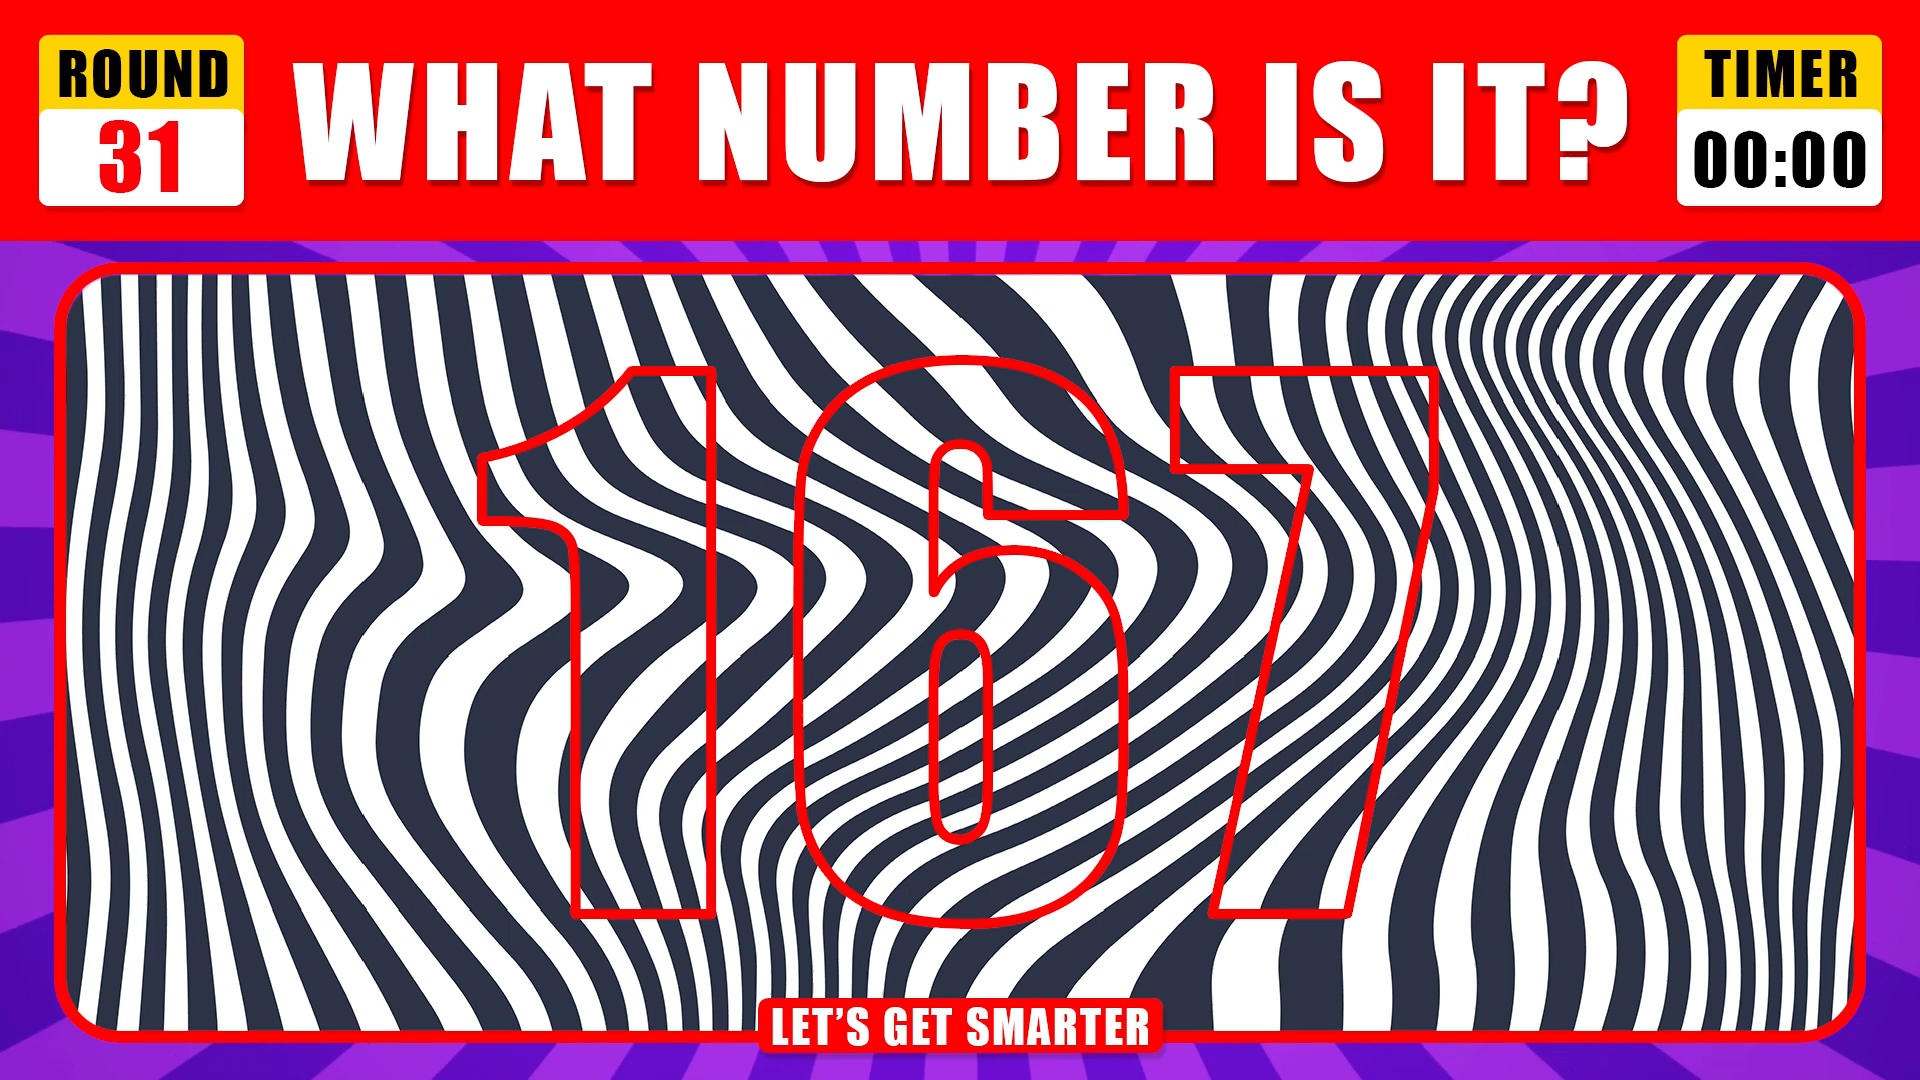 ROUND
31
WHAT NUMBER IS IT?
TIMER
00:00
167
LET'S GET SMARTER